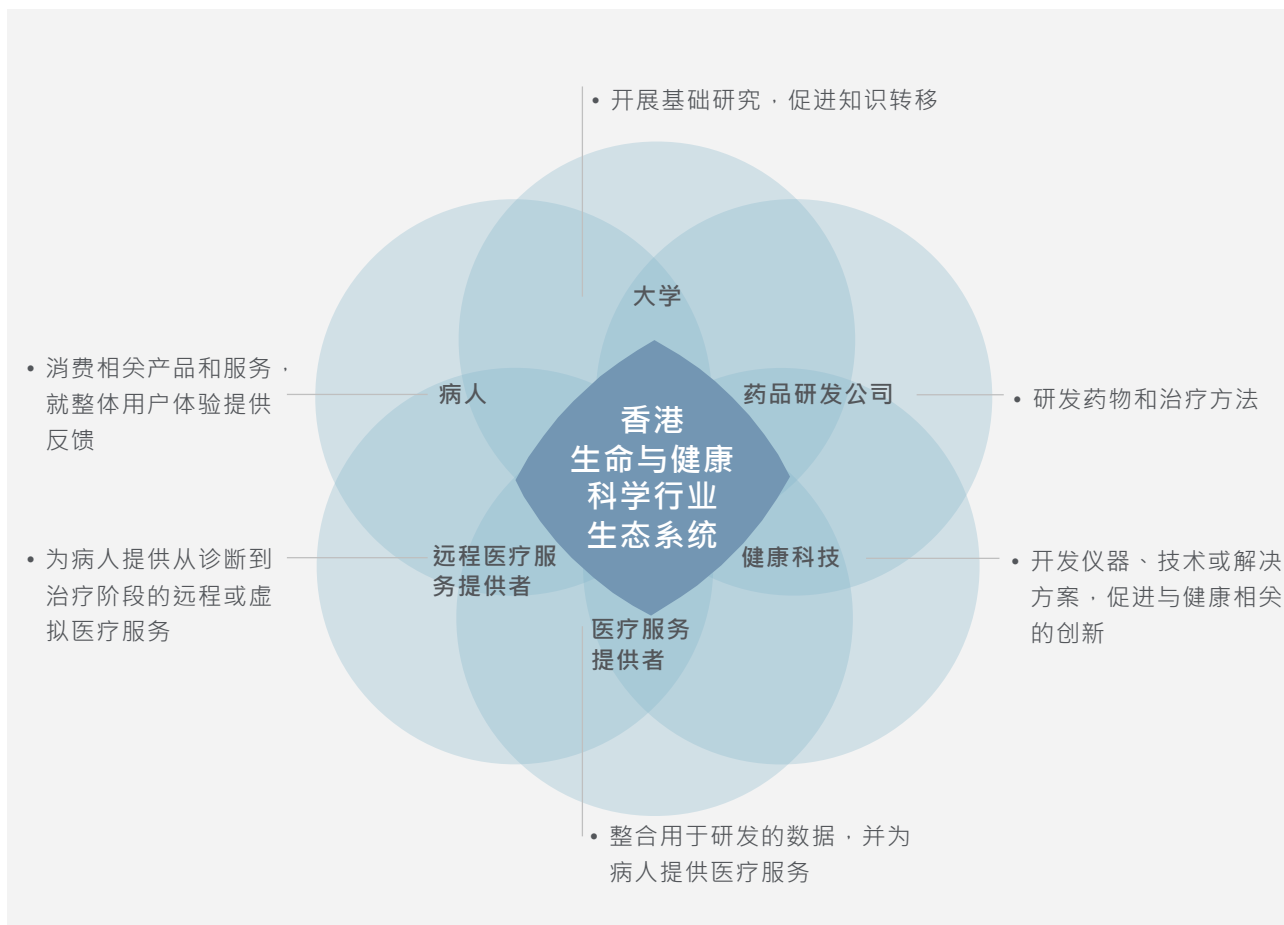 • 开展基础研究，促进知识转移
大学
• 消费相关产品和服务，
就整体用户体验提供
反馈
病人
药品研发公司
• 研发药物和治疗方法
香港
生命与健康
科学行业
生态系统
• 为病人提供从诊断到
治疗阶段的远程或虚
拟医疗服务
远程医疗服
务提供者
健康科技
• 开发仪器、技术或解决
方案，促进与健康相关
的创新
医疗服务
提供者
• 整合用于研发的数据，并为
病人提供医疗服务